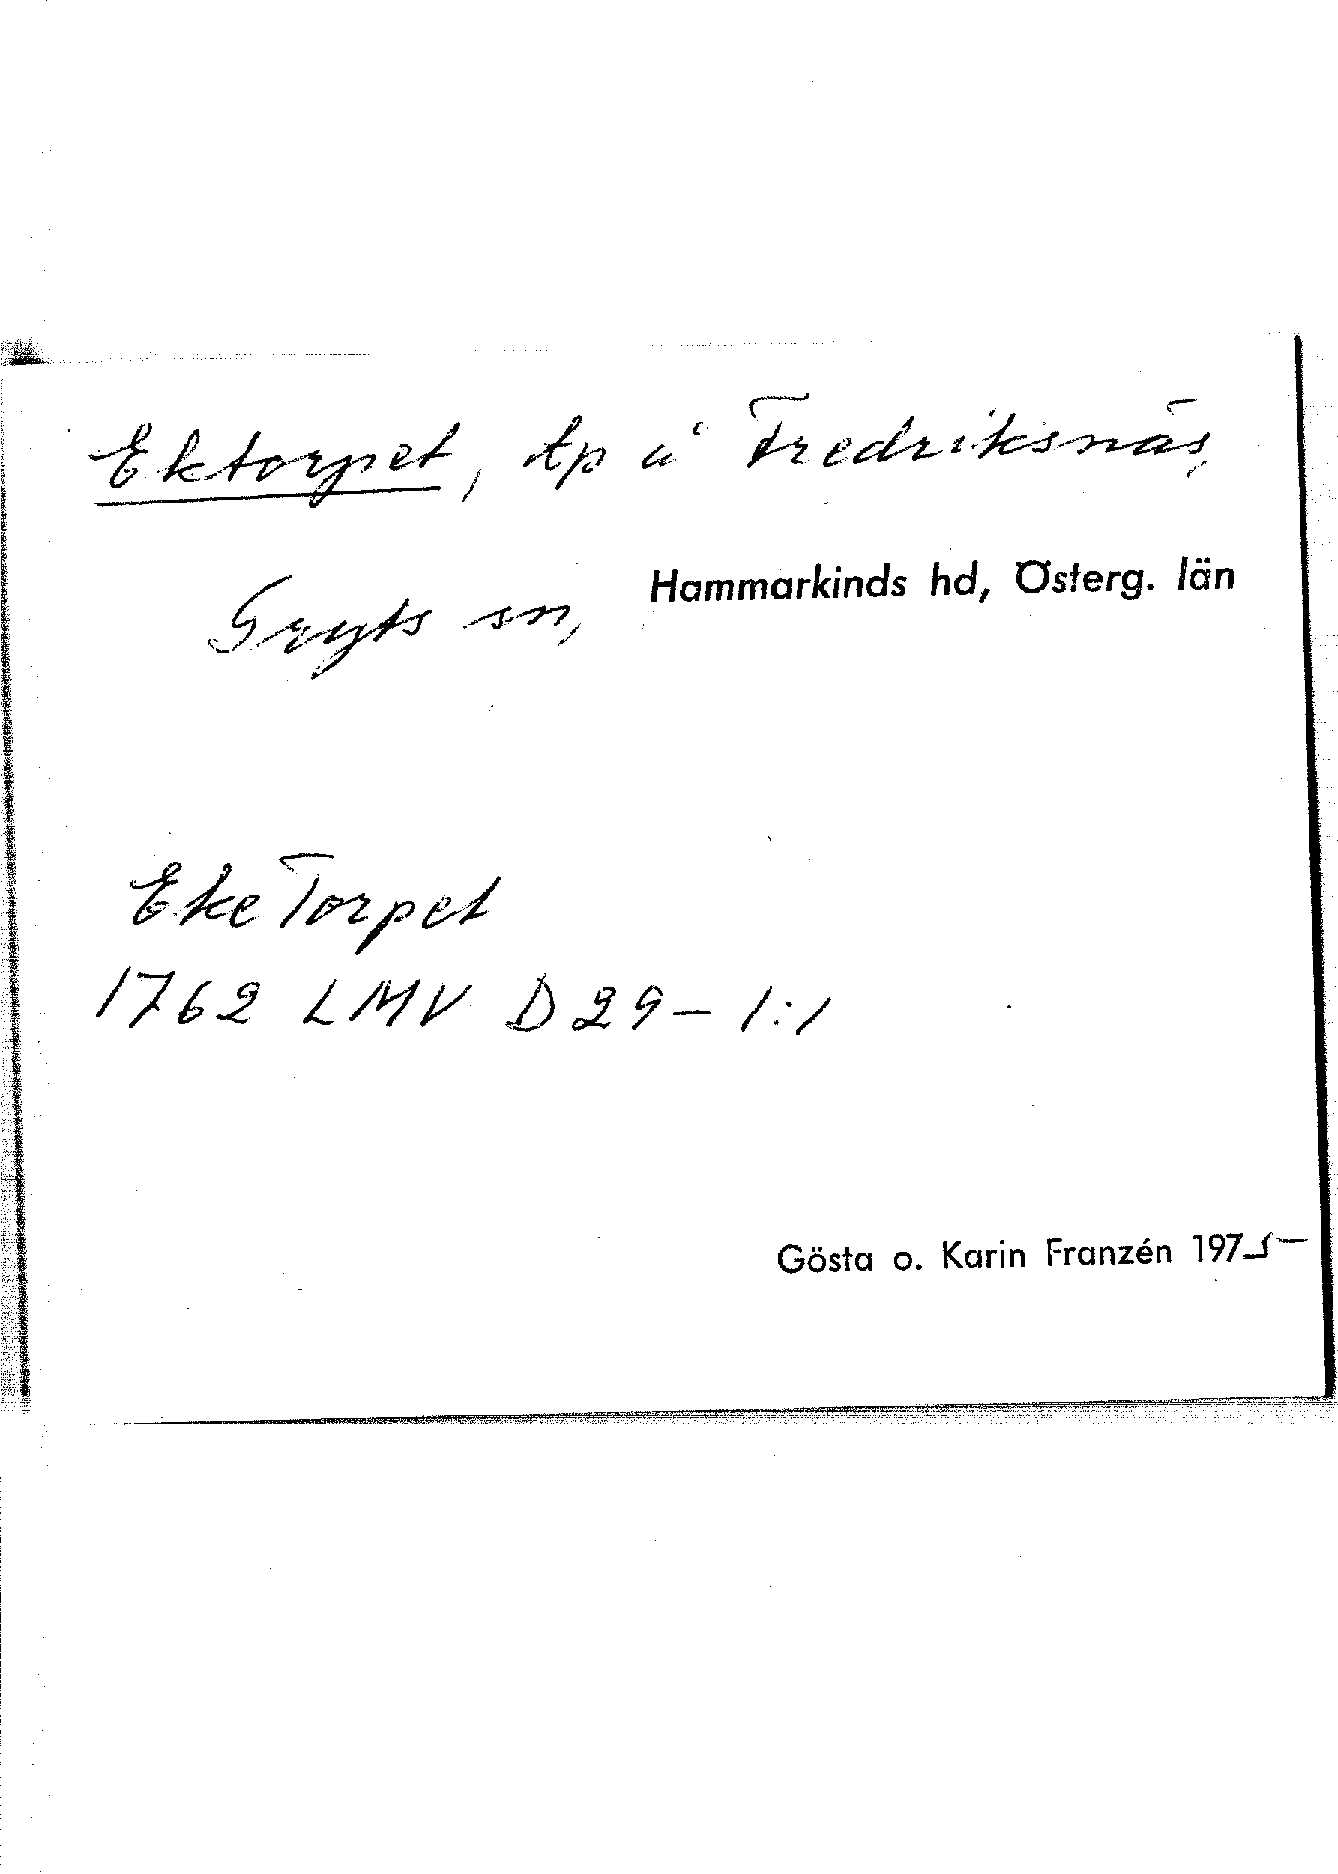 Ektorpet, tp å Fredriksnäs,
Gryts sn, Hammarkinds hd, Österg. län
Eke Torpet
1762 LMV D29-1:1
Gösta o. Karin Franzén 1975